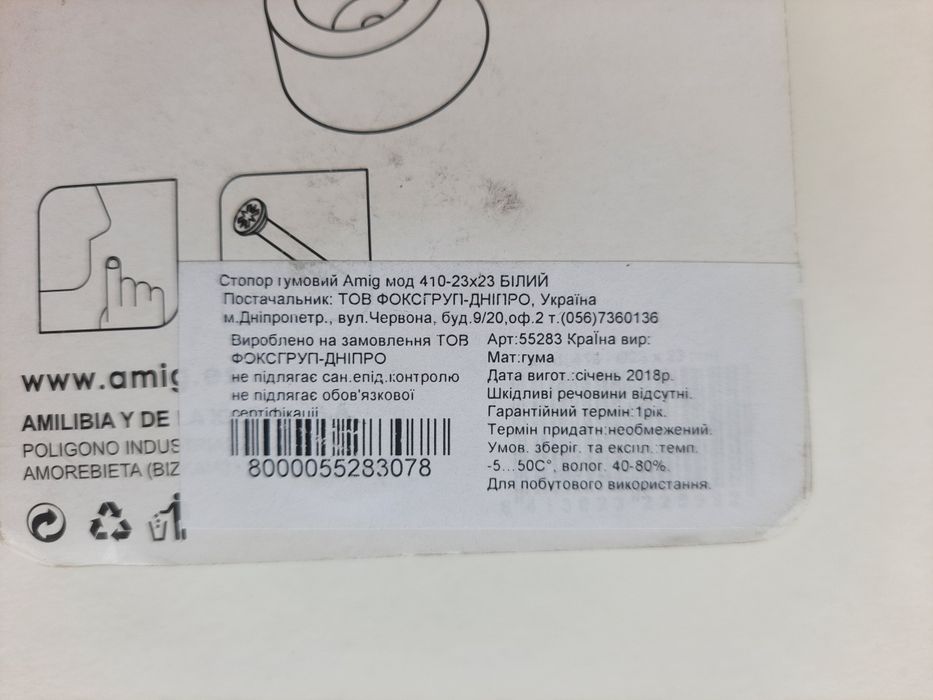 Стопор гумовий Amig мод 410-23x23 БІЛИЙ
Постачальник: ТОВ ФОКСГРУП-ДНІПРО, Україна
м.Дніпропетр., вул.Червона, буд.9/20,оф.2 т.(056)7360136
Вироблено на замовлення ТОВ
ФОКСГРУП-ДНІПРО
не підлягає сан.епід.контролю
не підлягає обов'язкової
сертифікації
8000055283078
Арт:55283 Країна вир:
Мат:гума
Дата вигот.:січень 2018р.
Шкідливі речовини відсутні.
Гарантійний термін:1рік.
Термін придатн:необмежений.
Умов. зберіг. та експл.:темп.
-5...50С°, волог. 40-80%.
Для побутового використання.
www.amig.es
AMILIBIA Y DE
POLIGONO INDUS
AMOREBIETA (BIZ